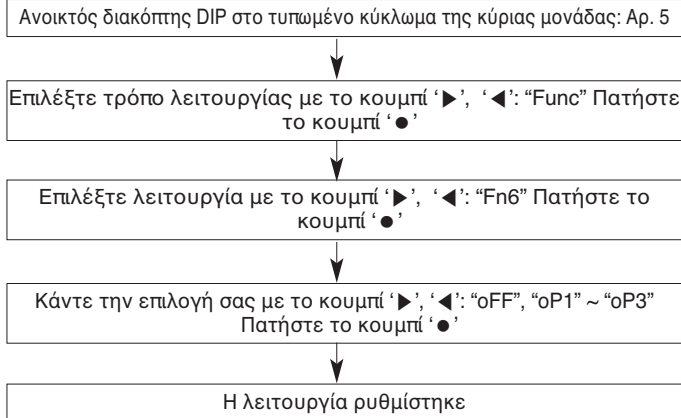 Ανοικτός διακόπτης DIP στο τυπωμένο κύκλωμα της κύριας μονάδας: Αρ. 5
Επιλέξτε τρόπο λειτουργίας με το κουμπί ‘▶’, ‘◀’: “Func” Πατήστε
το κουμπί ‘●’
Επιλέξτε λειτουργία με το κουμπί ‘▶’, ‘◀’: “Fn6” Πατήστε το
κουμπί ‘●’
Κάντε την επιλογή σας με το κουμπί ‘▶’, ‘◀’: “oFF”, “oP1” ~ “oP3”
Πατήστε το κουμπί ‘●’
Η λειτουργία ρυθμίστηκε